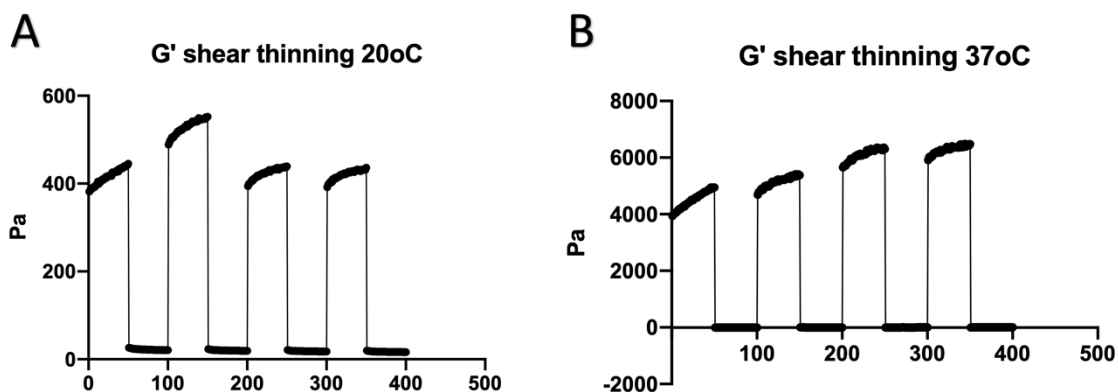 A
G' shear thinning 20oC
600
400
200
0
Pa
0 100 200 300 400 500
B
G' shear thinning 37oC
8000
6000
4000
2000
0
-2000
Pa
100 200 300 400 500